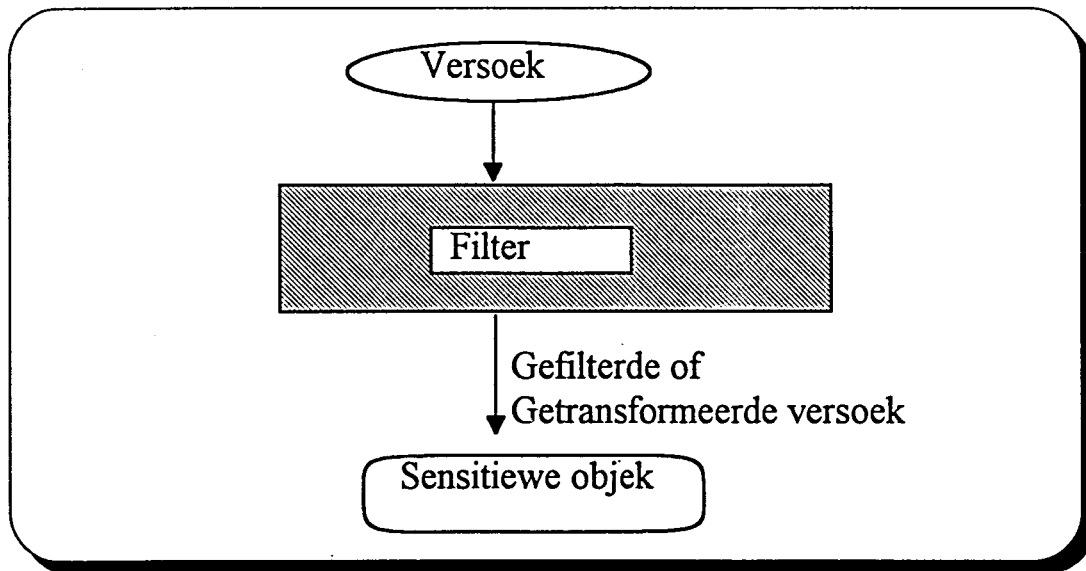 Versoek
Filter
Gefilterde of
Getransformeerde versoek
Sensitiewe objek